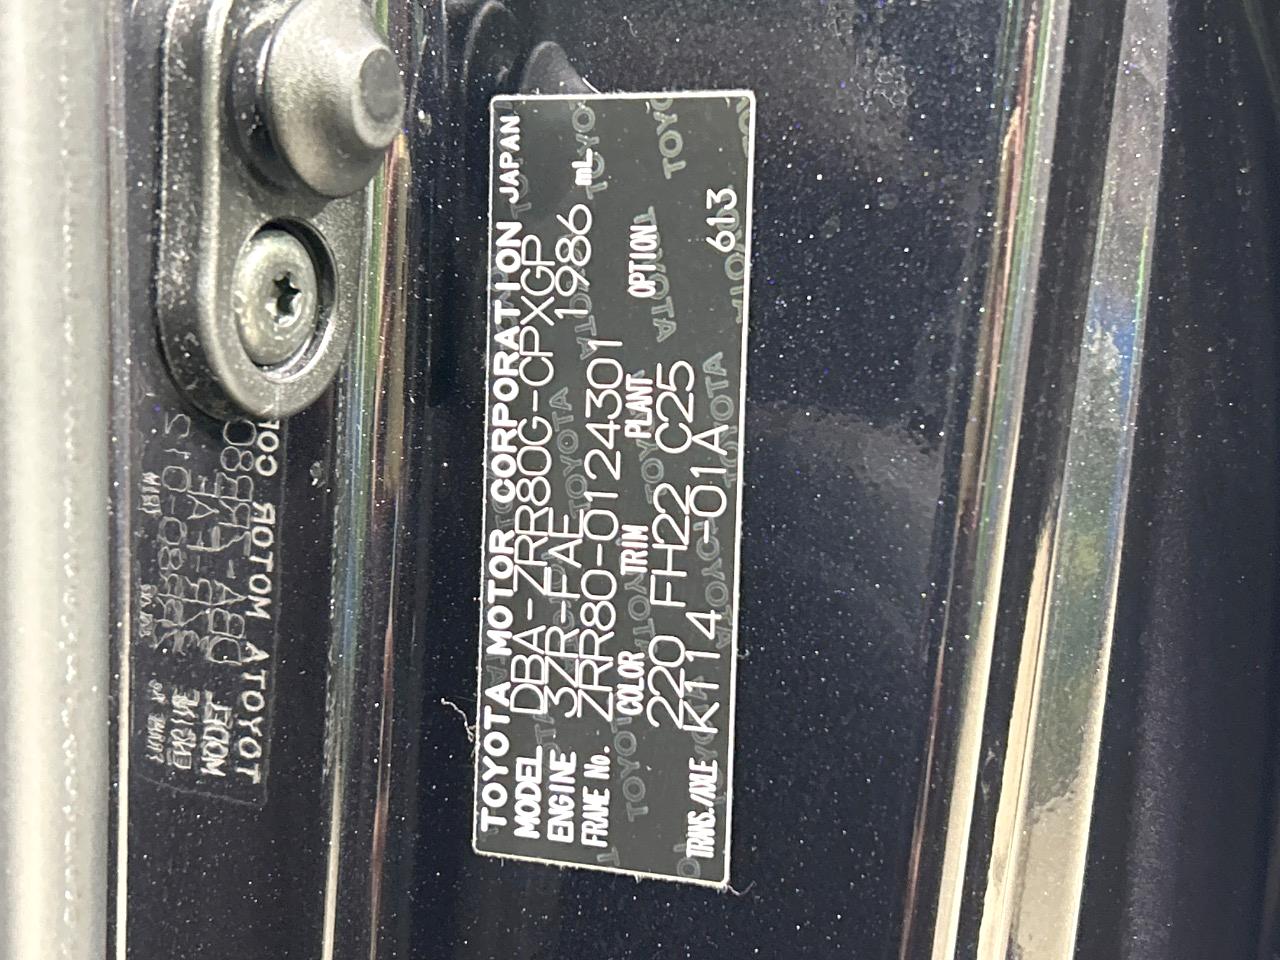 TOYOTA MOTOR CORPORATION JAPAN
MODEL DBA-ZRR80G-CPXGP
ENGINE 3ZR-FAE 1986 mL
FRAME No. ZRR80-0124301
COLOR TRIM PLANT OPTION
220 FH22 C25
TRANS./AXLE K114 -01A 613